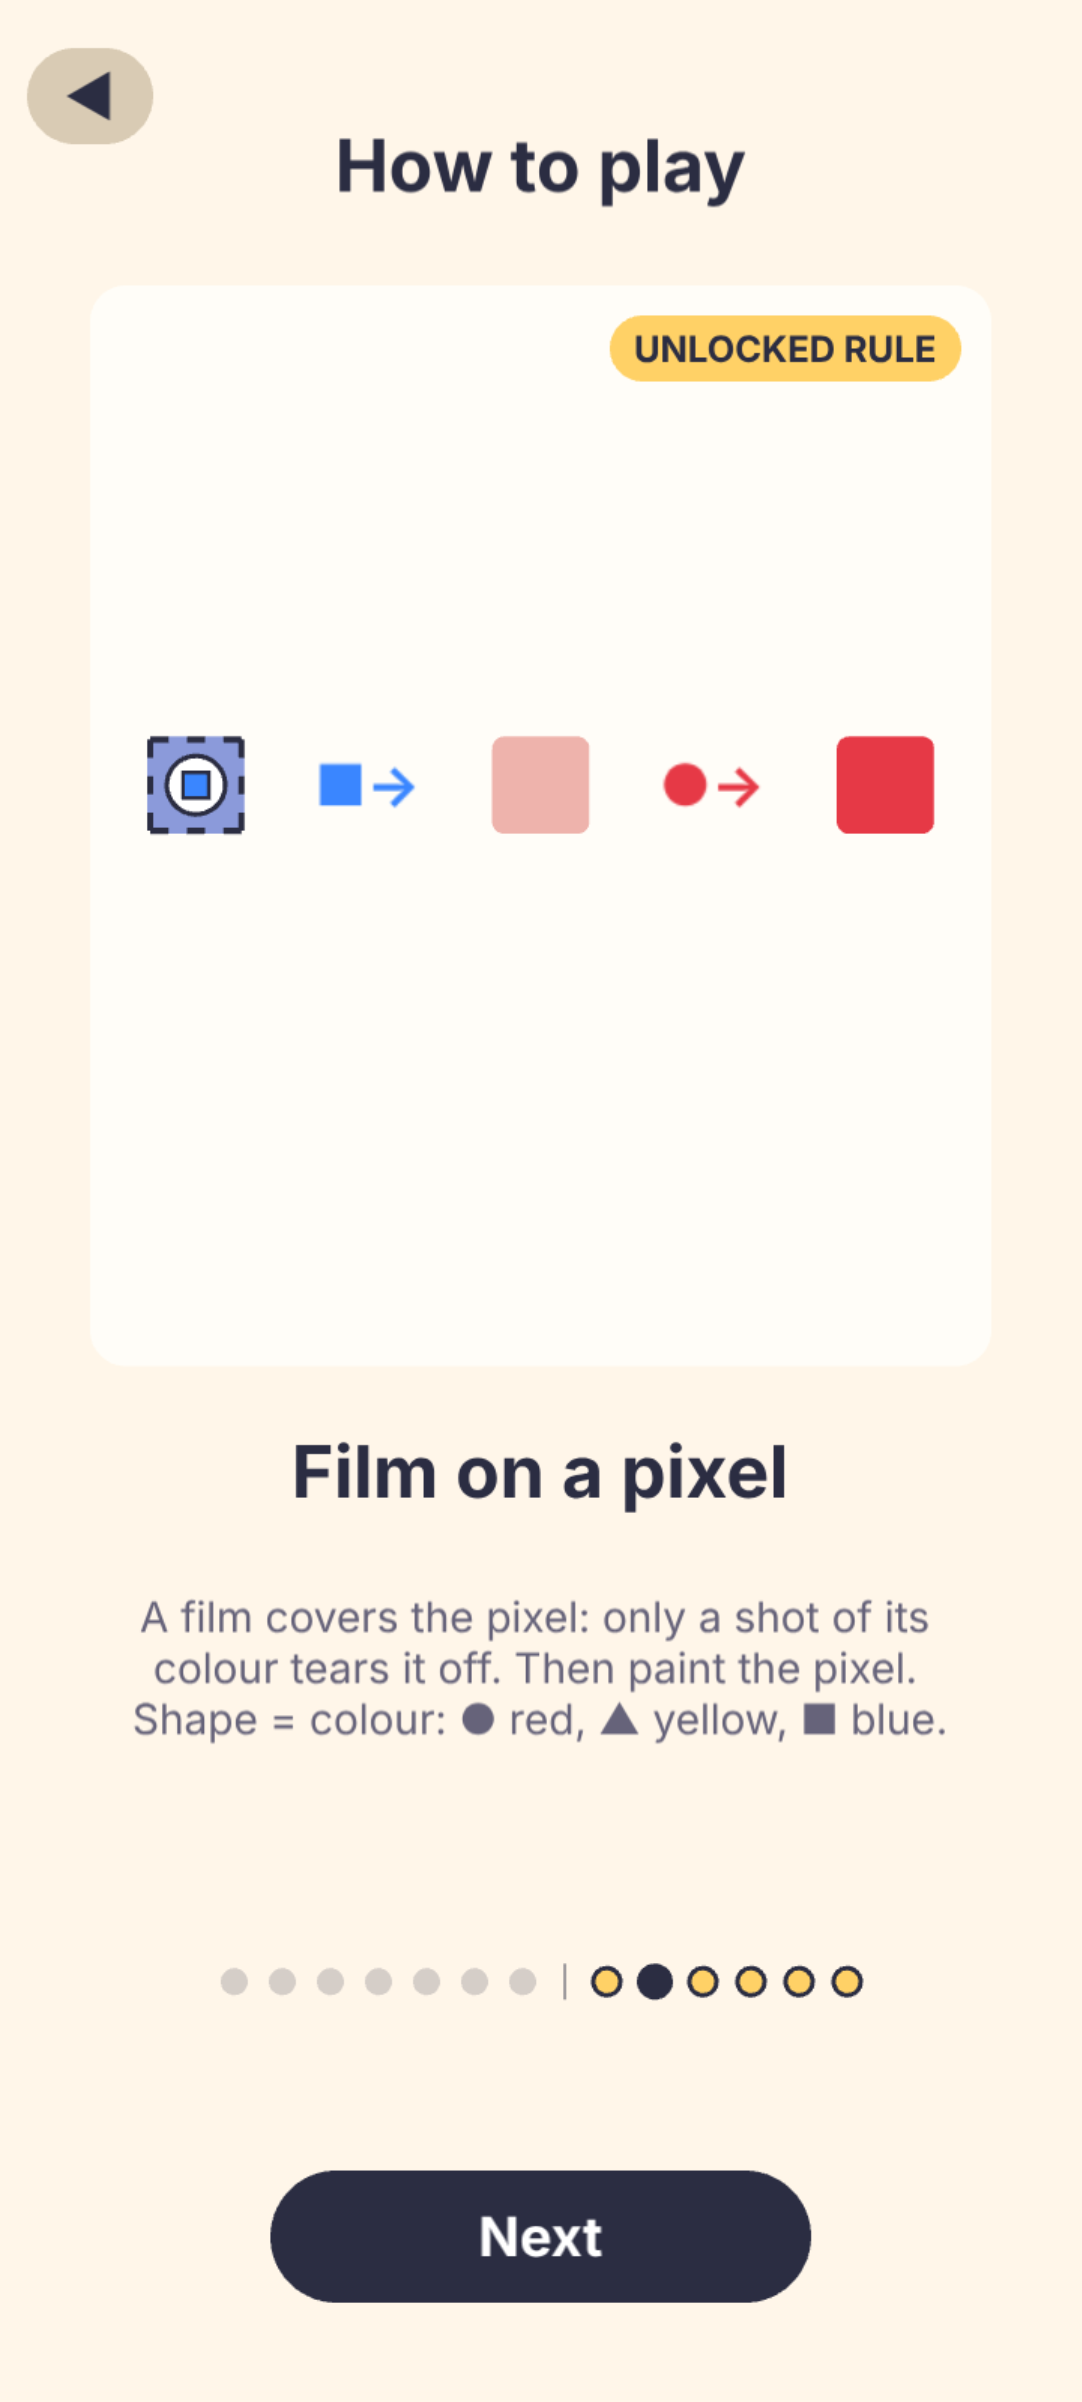 How to play
UNLOCKED RULE
Film on a pixel
A film covers the pixel: only a shot of its
colour tears it off. Then paint the pixel.
Shape = colour: ● red, ▲ yellow, ■ blue.
Next